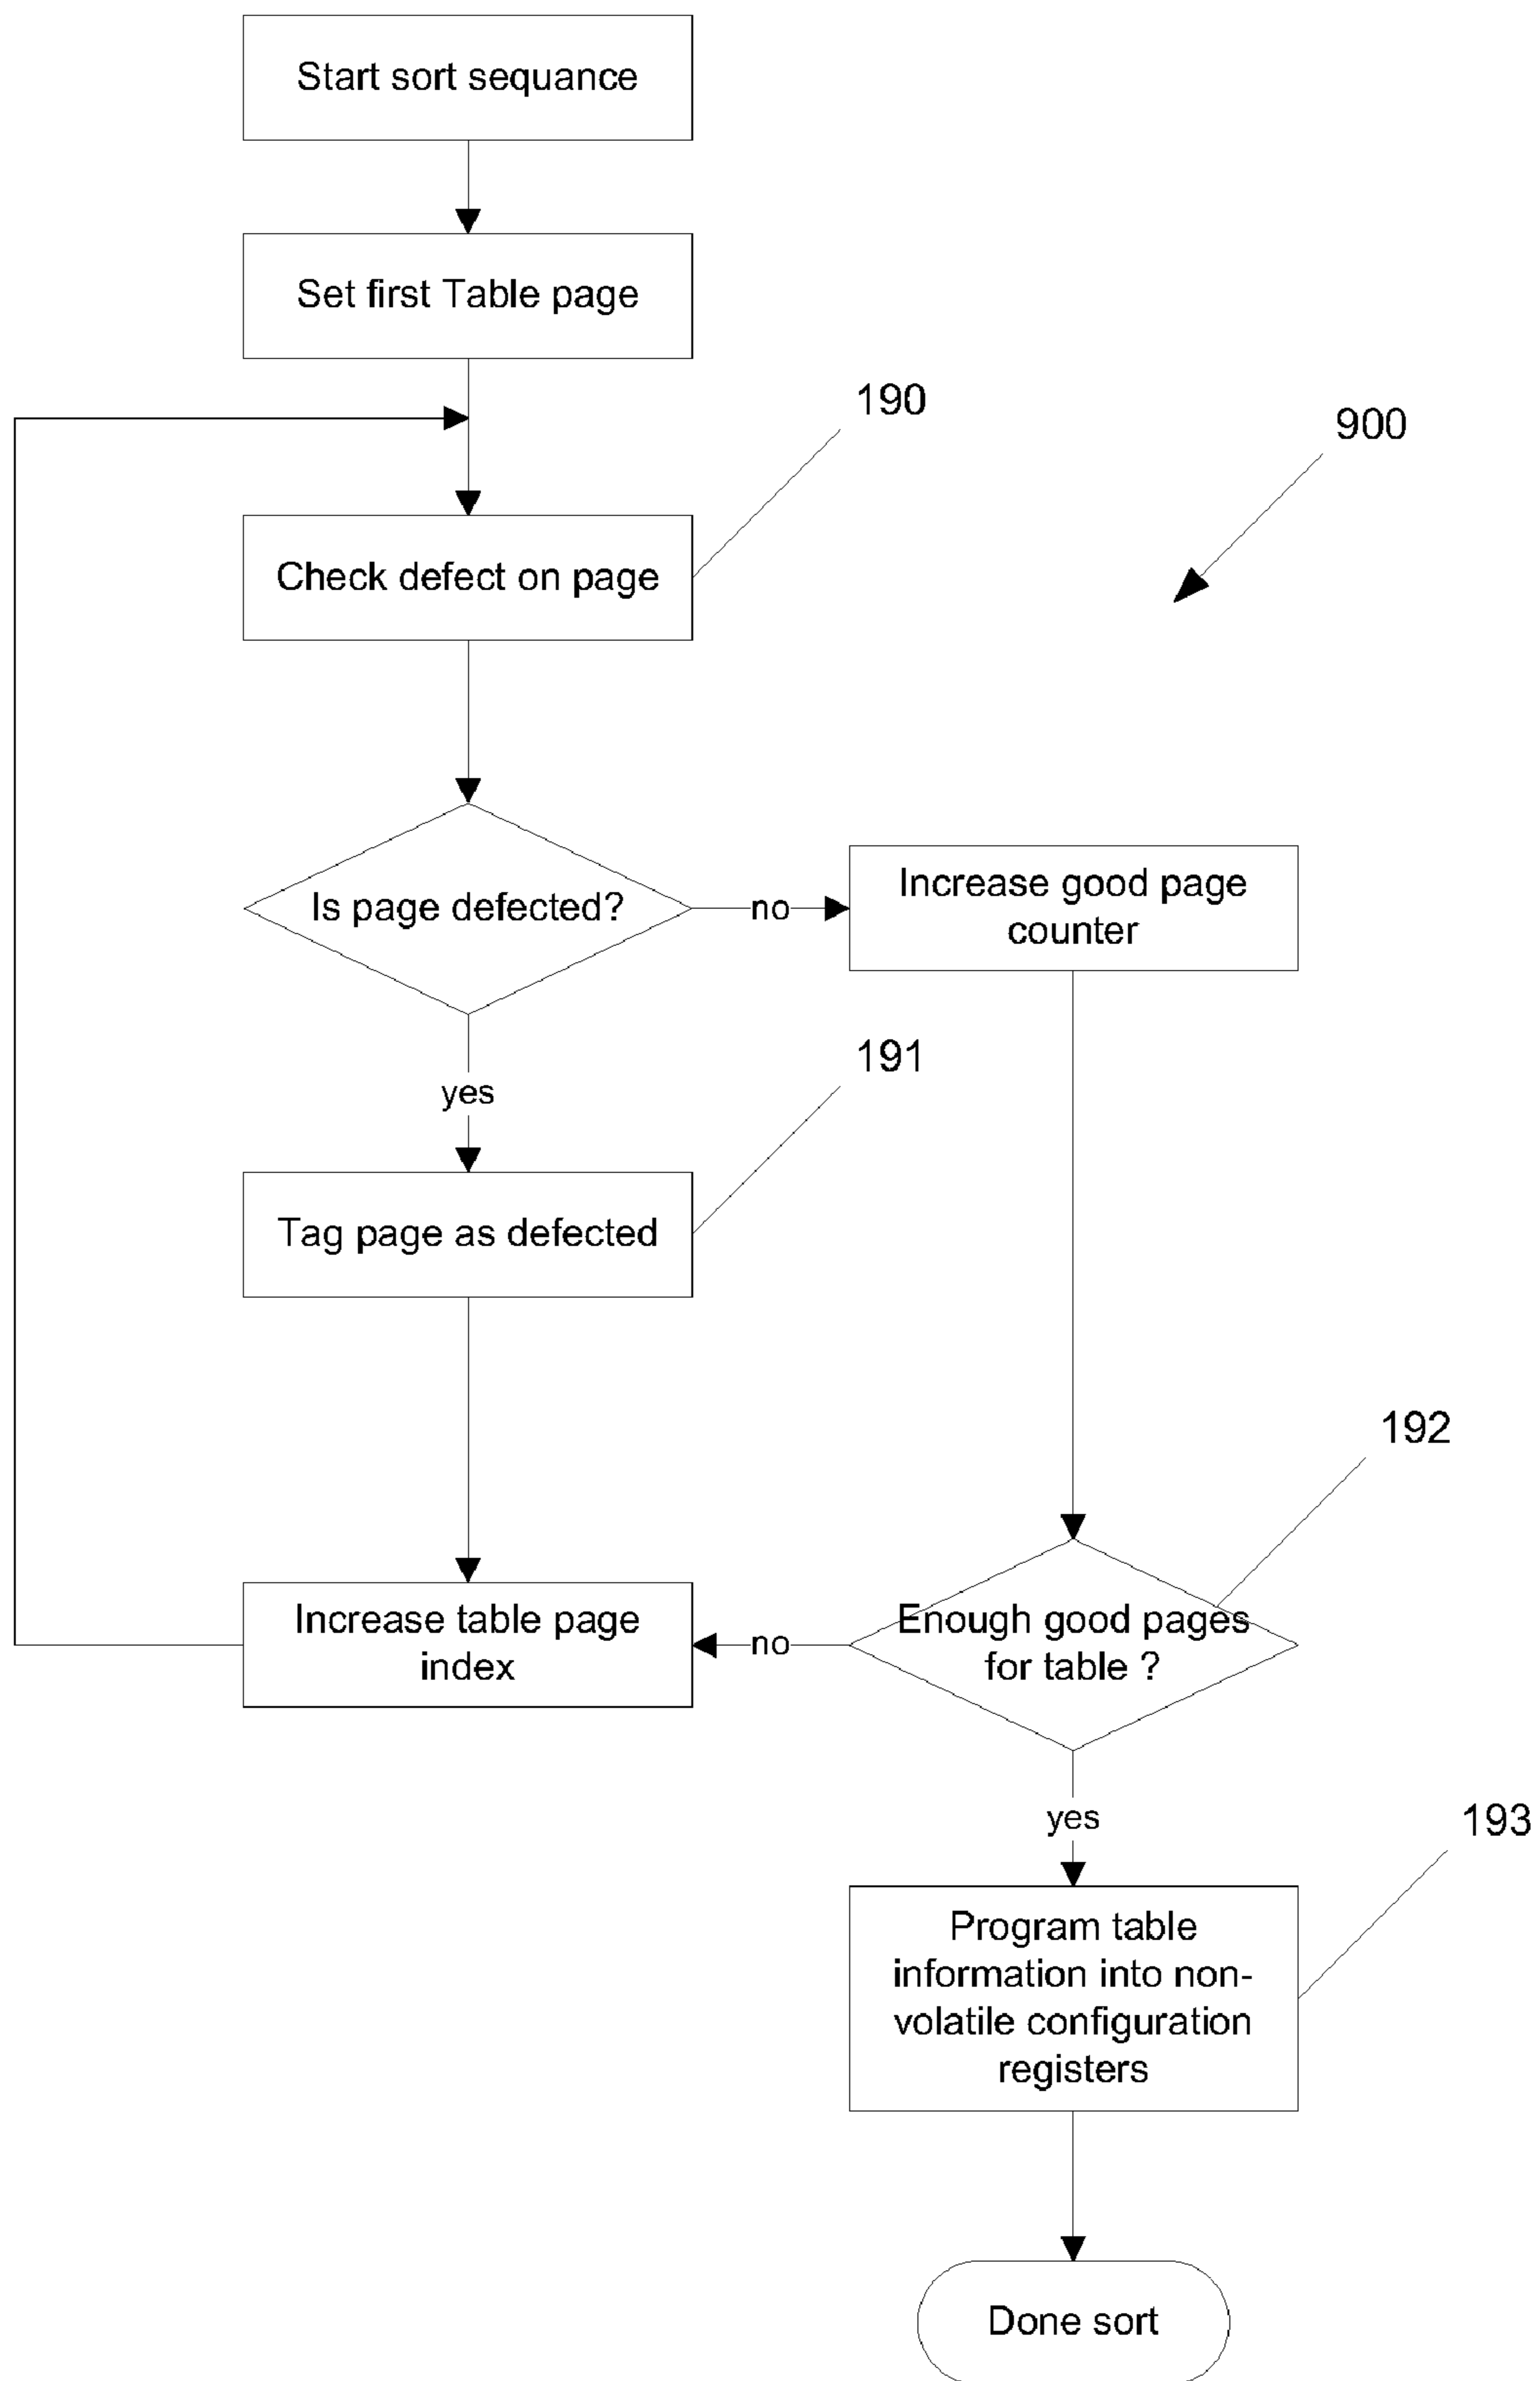 Start sort sequance
Set first Table page
190
900
Check defect on page
Is page defected?
no
Increase good page
counter
191
yes
Tag page as defected
192
Increase table page
index
no
Enough good pages
for table ?
yes
193
Program table
information into non-
volatile configuration
registers
Done sort